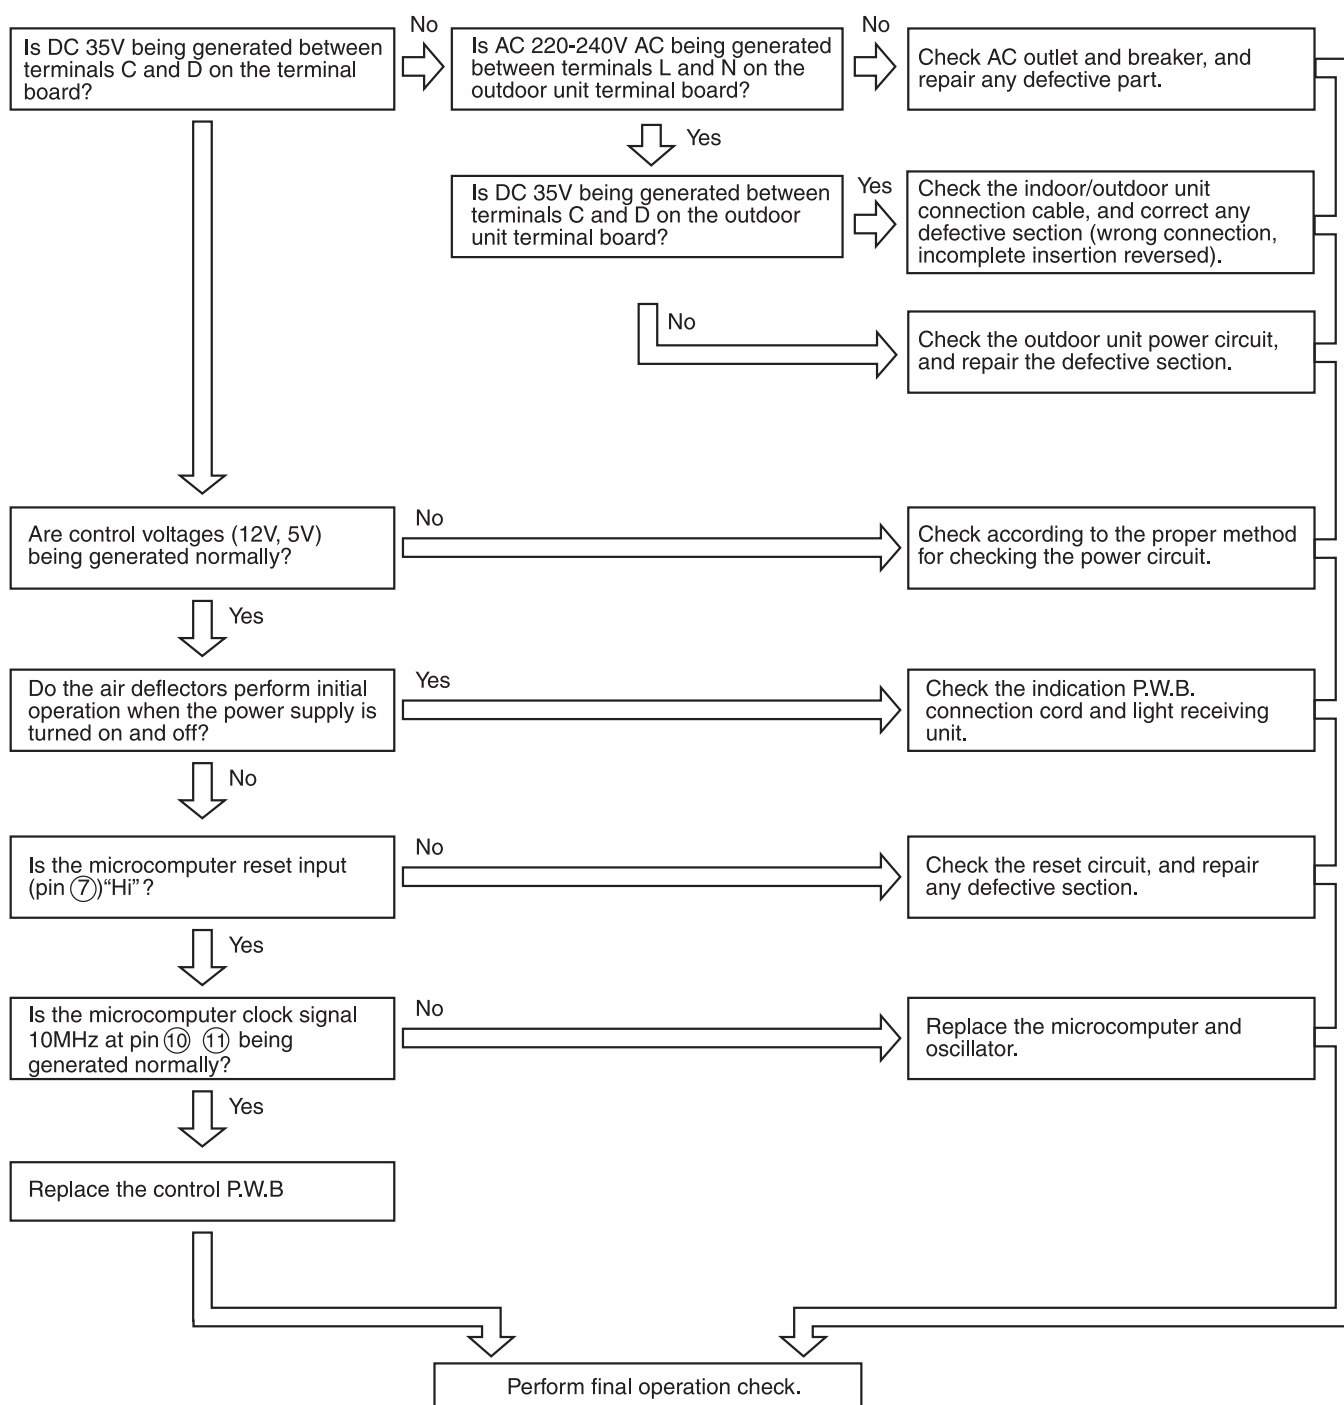 No
No
Is DC 35V being generated between
terminals C and D on the terminal
board?
Is AC 220-240V AC being generated
between terminals L and N on the
outdoor unit terminal board?
Check AC outlet and breaker, and
repair any defective part.
Yes
Is DC 35V being generated between
terminals C and D on the outdoor
unit terminal board?
Yes
Check the indoor/outdoor unit
connection cable, and correct any
defective section (wrong connection,
incomplete insertion reversed).
No
Check the outdoor unit power circuit,
and repair the defective section.
Are control voltages (12V, 5V)
being generated normally?
No
Check according to the proper method
for checking the power circuit.
Yes
Do the air deflectors perform initial
operation when the power supply is
turned on and off?
Yes
Check the indication P.W.B.
connection cord and light receiving
unit.
No
Is the microcomputer reset input
(pin ⑦)“Hi”?
No
Check the reset circuit, and repair
any defective section.
Yes
Is the microcomputer clock signal
10MHz at pin ⑩ ⑪ being
generated normally?
No
Replace the microcomputer and
oscillator.
Yes
Replace the control P.W.B
Perform final operation check.